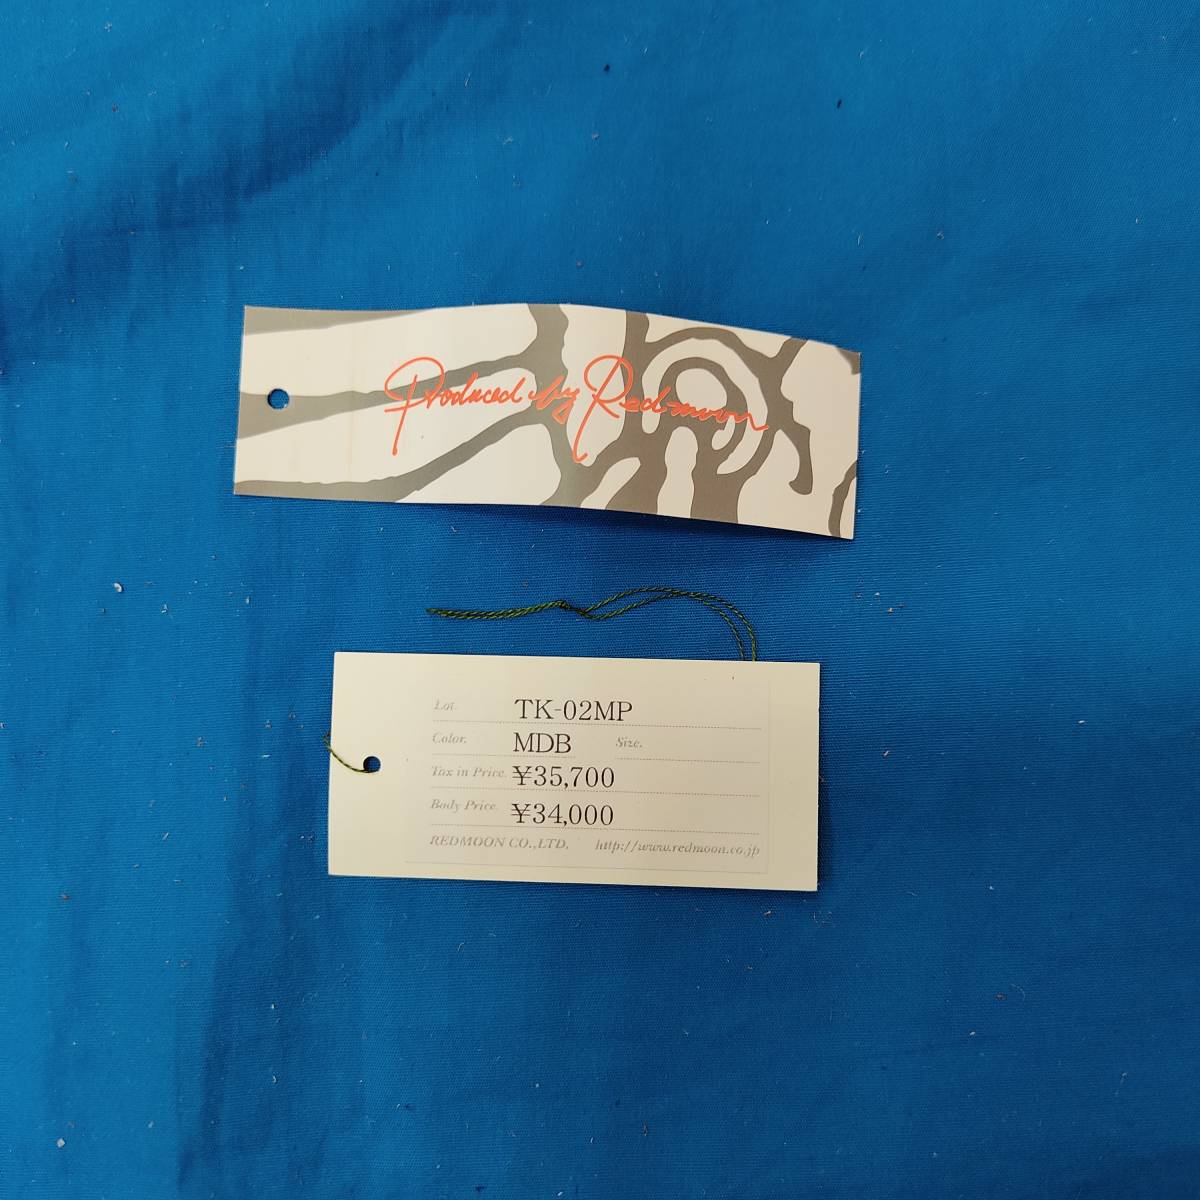 Produced by Redmoon
Lot. TK-02MP
Color. MDB Size.
Tax in Price. ¥35,700
Body Price. ¥34,000
REDMOON CO.,LTD. http://www.redmoon.co.jp